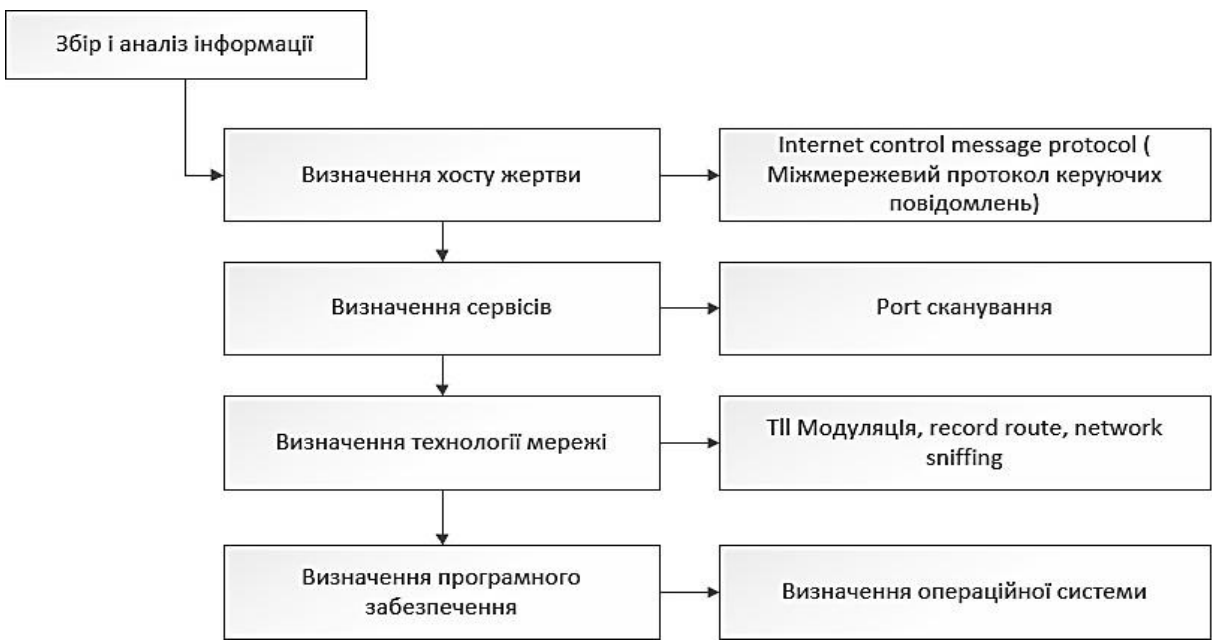 Збір і аналіз інформації
Визначення хосту жертви
Internet control message protocol (
Міжмережевий протокол керуючих
повідомлень)
Визначення сервісів
Port сканування
Визначення технології мережі
Тll МодуляцІя, record route, network
sniffing
Визначення програмного
забезпечення
Визначення операційної системи